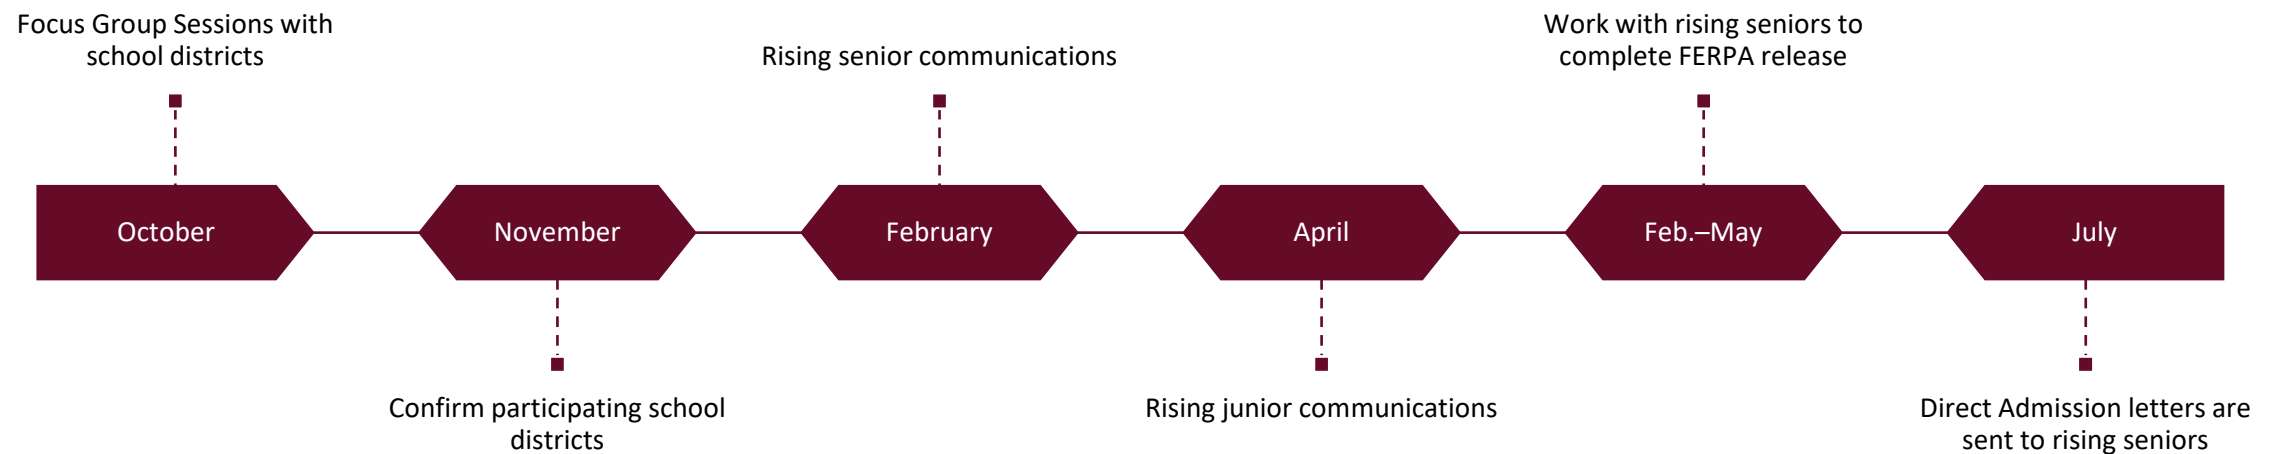 Focus Group Sessions with
school districts
Rising senior communications
Work with rising seniors to
complete FERPA release
October
November
February
April
Feb.–May
July
Confirm participating school
districts
Rising junior communications
Direct Admission letters are
sent to rising seniors